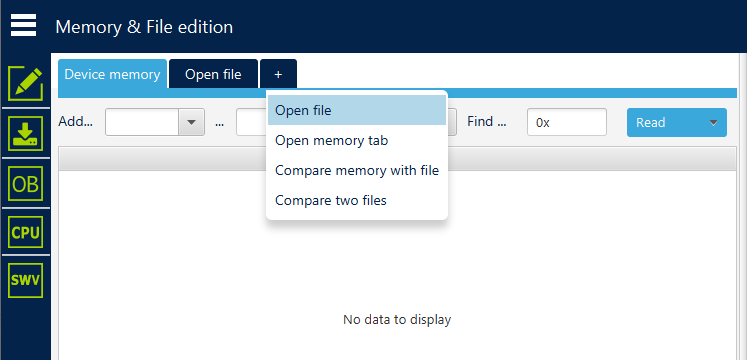 Memory & File edition
Device memory Open file +
Add... ... Find ... 0x Read
Open file
Open memory tab
Compare memory with file
Compare two files
OB
CPU
SWV
No data to display